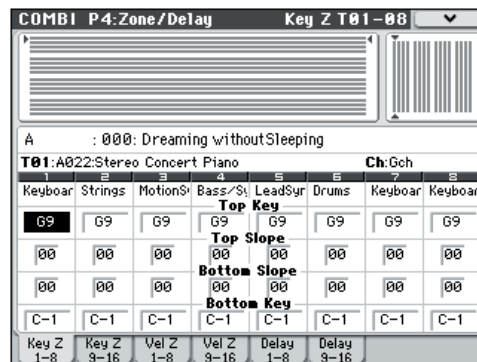 COMBI P4:Zone/Delay Key Z T01-08
A : 000: Dreaming withoutSleeping
T01:A022:Stereo Concert Piano Ch:Gch
1 2 3 4 5 6 7 8
Keyboar Strings MotionS Bass/Sy LeadSyr Drums Keyboar Keyboar
Top Key
G9 G9 G9 G9 G9 G9 G9 G9
Top Slope
00 00 00 00 00 00 00 00
Bottom Slope
00 00 00 00 00 00 00 00
Bottom Key
C-1 C-1 C-1 C-1 C-1 C-1 C-1 C-1
Key Z 1-8 Key Z 9-16 Vel Z 1-8 Vel Z 9-16 Delay 1-8 Delay 9-16